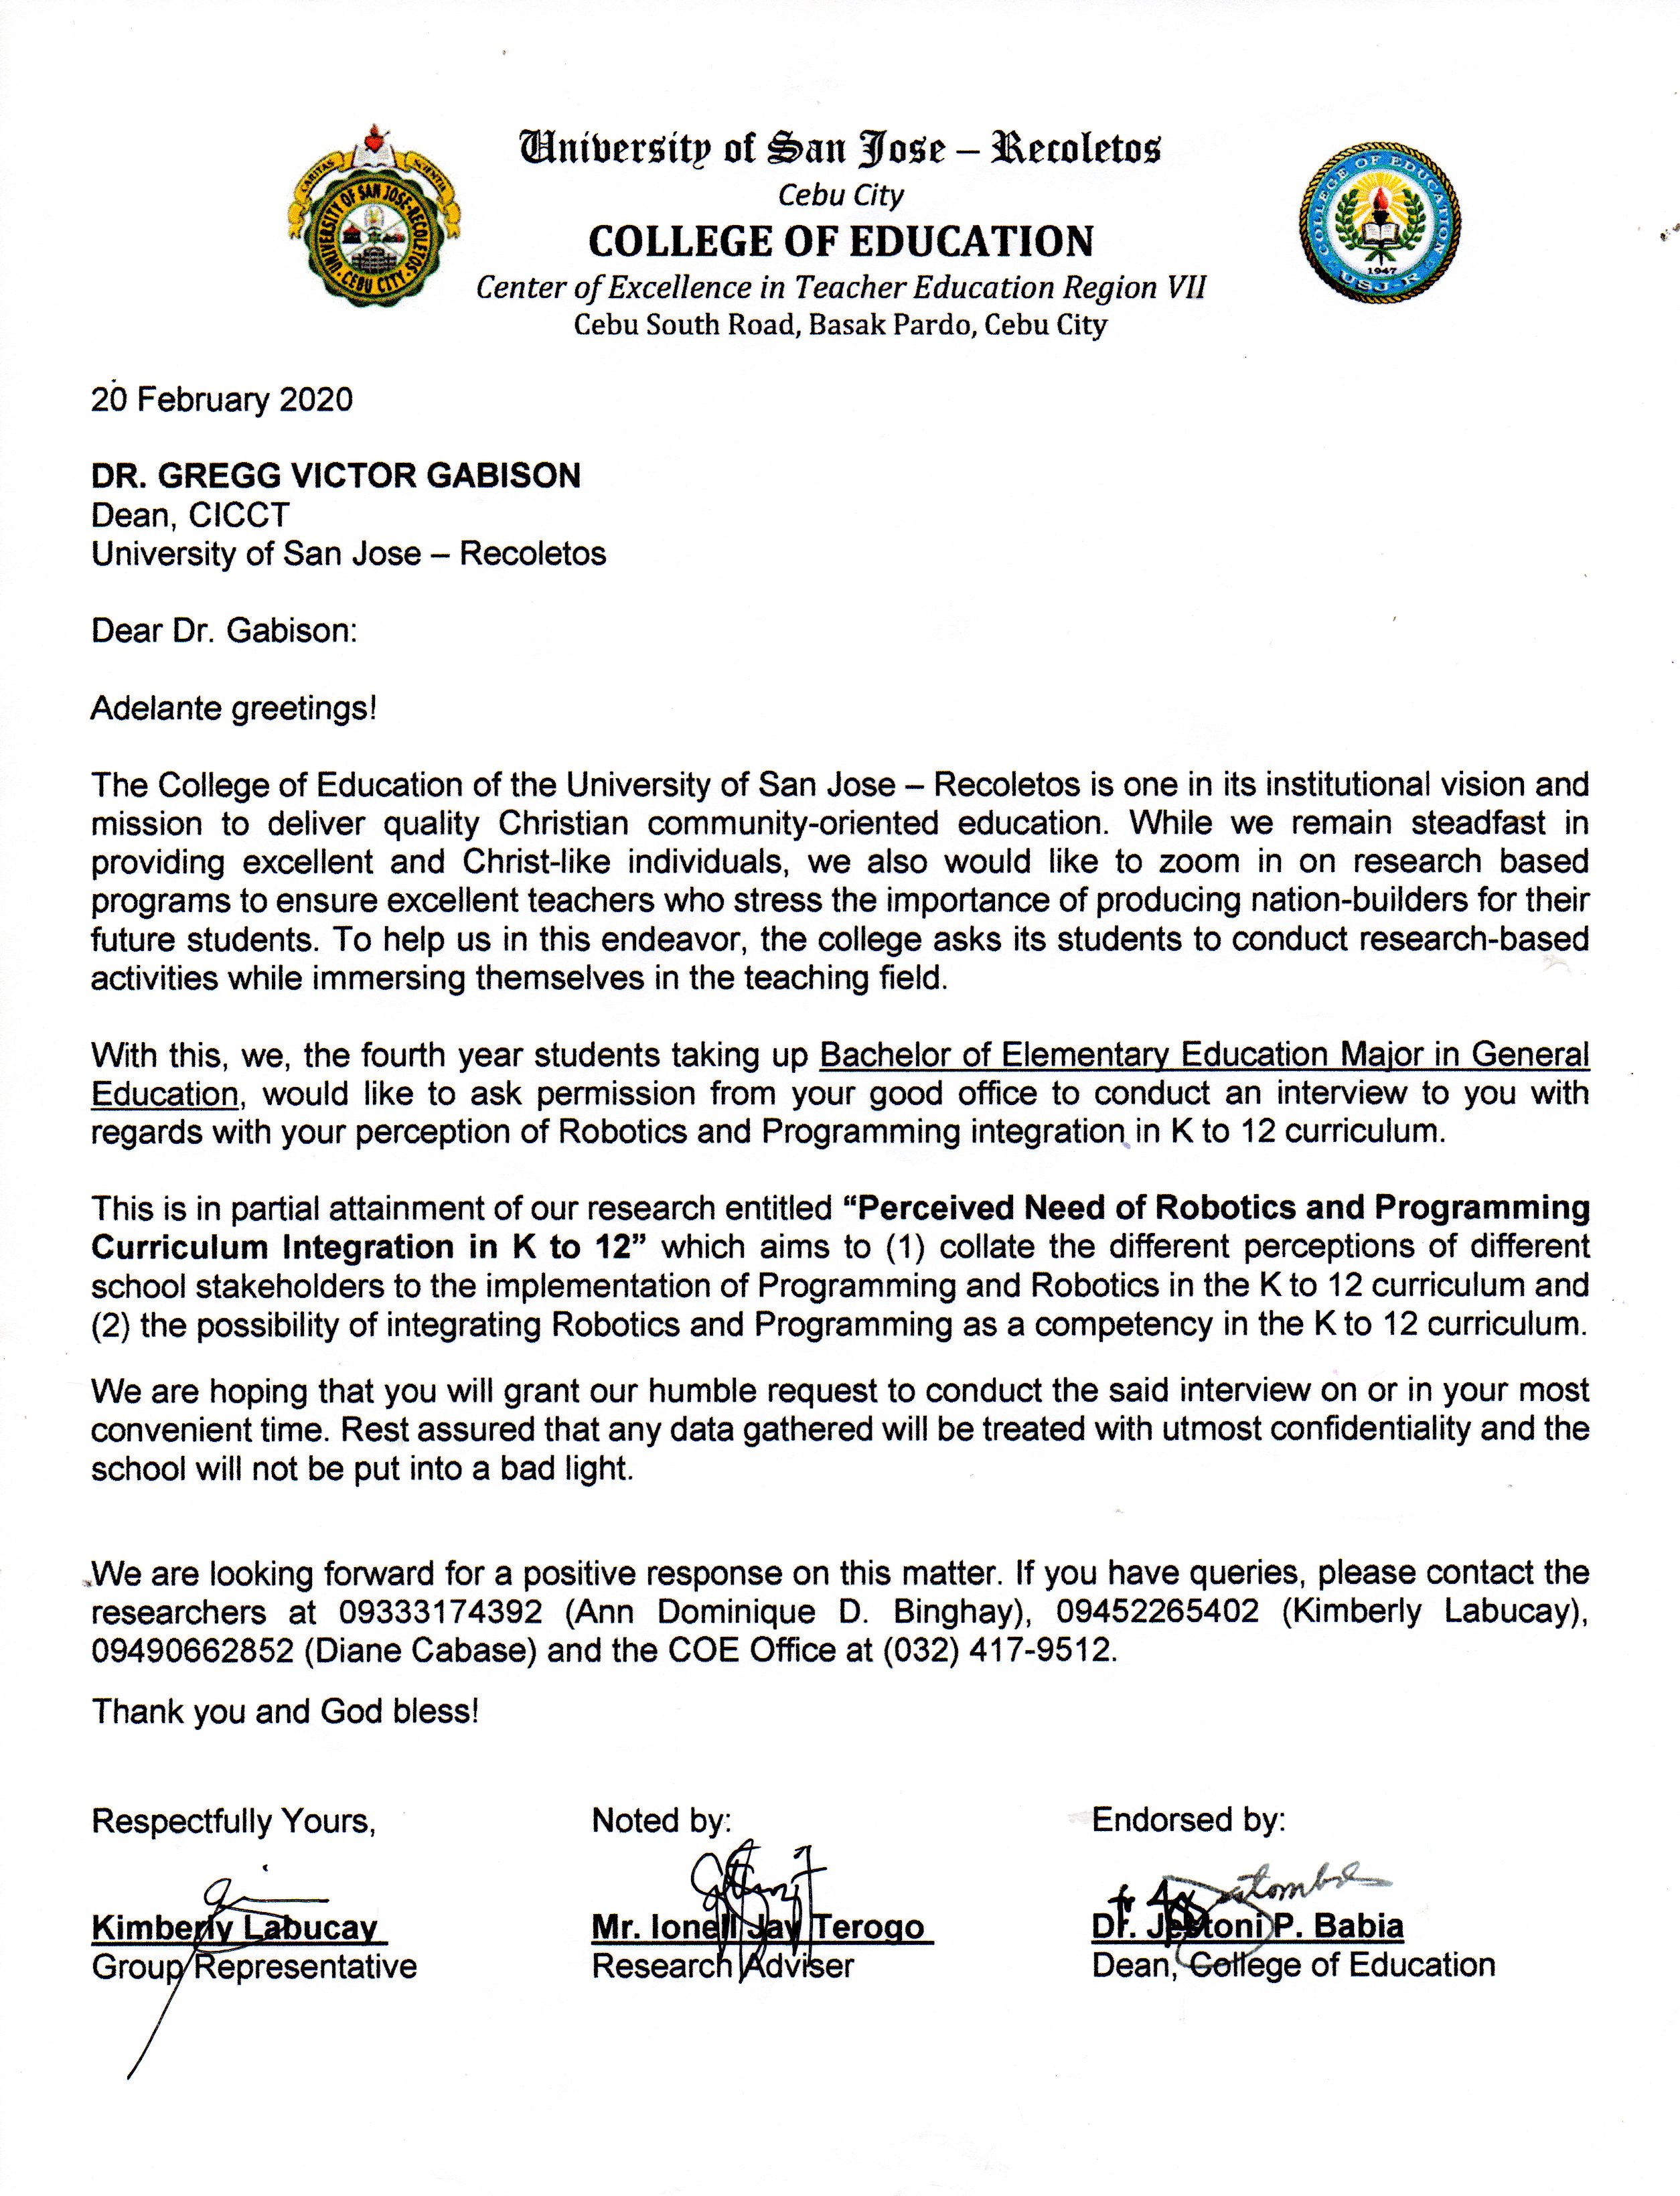 University of San Jose – Recoletos
Cebu City
COLLEGE OF EDUCATION
Center of Excellence in Teacher Education Region VII
Cebu South Road, Basak Pardo, Cebu City
CARITAS SCIENTIA
UNIVERSITY OF SAN JOSE-RECOLETOS
CEBU CITY
COLLEGE OF EDUCATION
1947
USJ-R
20 February 2020
DR. GREGG VICTOR GABISON
Dean, CICCT
University of San Jose – Recoletos
Dear Dr. Gabison:
Adelante greetings!
The College of Education of the University of San Jose – Recoletos is one in its institutional vision and
mission to deliver quality Christian community-oriented education. While we remain steadfast in
providing excellent and Christ-like individuals, we also would like to zoom in on research based
programs to ensure excellent teachers who stress the importance of producing nation-builders for their
future students. To help us in this endeavor, the college asks its students to conduct research-based
activities while immersing themselves in the teaching field.
With this, we, the fourth year students taking up Bachelor of Elementary Education Major in General
Education, would like to ask permission from your good office to conduct an interview to you with
regards with your perception of Robotics and Programming integration in K to 12 curriculum.
This is in partial attainment of our research entitled “Perceived Need of Robotics and Programming
Curriculum Integration in K to 12” which aims to (1) collate the different perceptions of different
school stakeholders to the implementation of Programming and Robotics in the K to 12 curriculum and
(2) the possibility of integrating Robotics and Programming as a competency in the K to 12 curriculum.
We are hoping that you will grant our humble request to conduct the said interview on or in your most
convenient time. Rest assured that any data gathered will be treated with utmost confidentiality and the
school will not be put into a bad light.
We are looking forward for a positive response on this matter. If you have queries, please contact the
researchers at 09333174392 (Ann Dominique D. Binghay), 09452265402 (Kimberly Labucay),
09490662852 (Diane Cabase) and the COE Office at (032) 417-9512.
Thank you and God bless!
Respectfully Yours, Noted by: Endorsed by:
Kimberly Labucay Mr. Ionell Jay Terogo Dr. Jestoni P. Babia
Group Representative Research Adviser Dean, College of Education